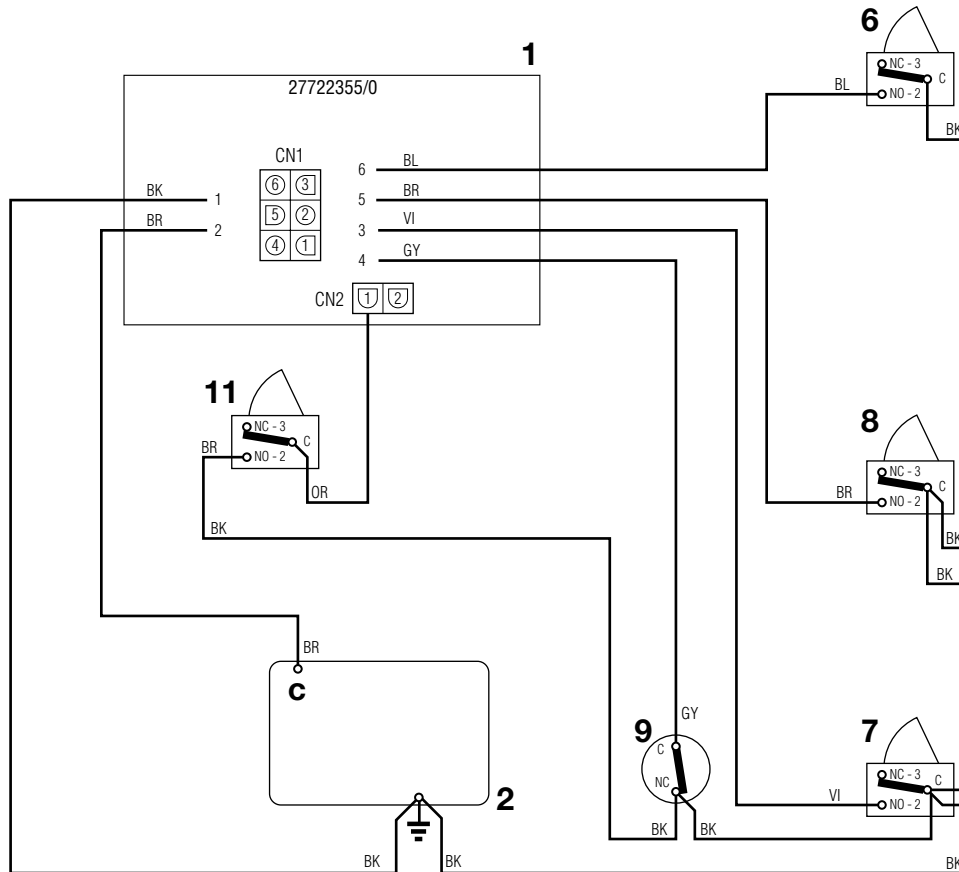 6
NC - 3
C
NO - 2
BL
BK
1
27722355/0
CN1
6 3
5 2
4 1
6 BL
BK 1
5 BR
BR 2
3 VI
4 GY
CN2 1 2
11
NC - 3
C
BR NO - 2
OR
BK
8
NC - 3
C
BR NO - 2
BK
BK
BR
c
2
BK BK
9
GY
C
NC
BK BK
7
NC - 3
C
VI NO - 2
BK